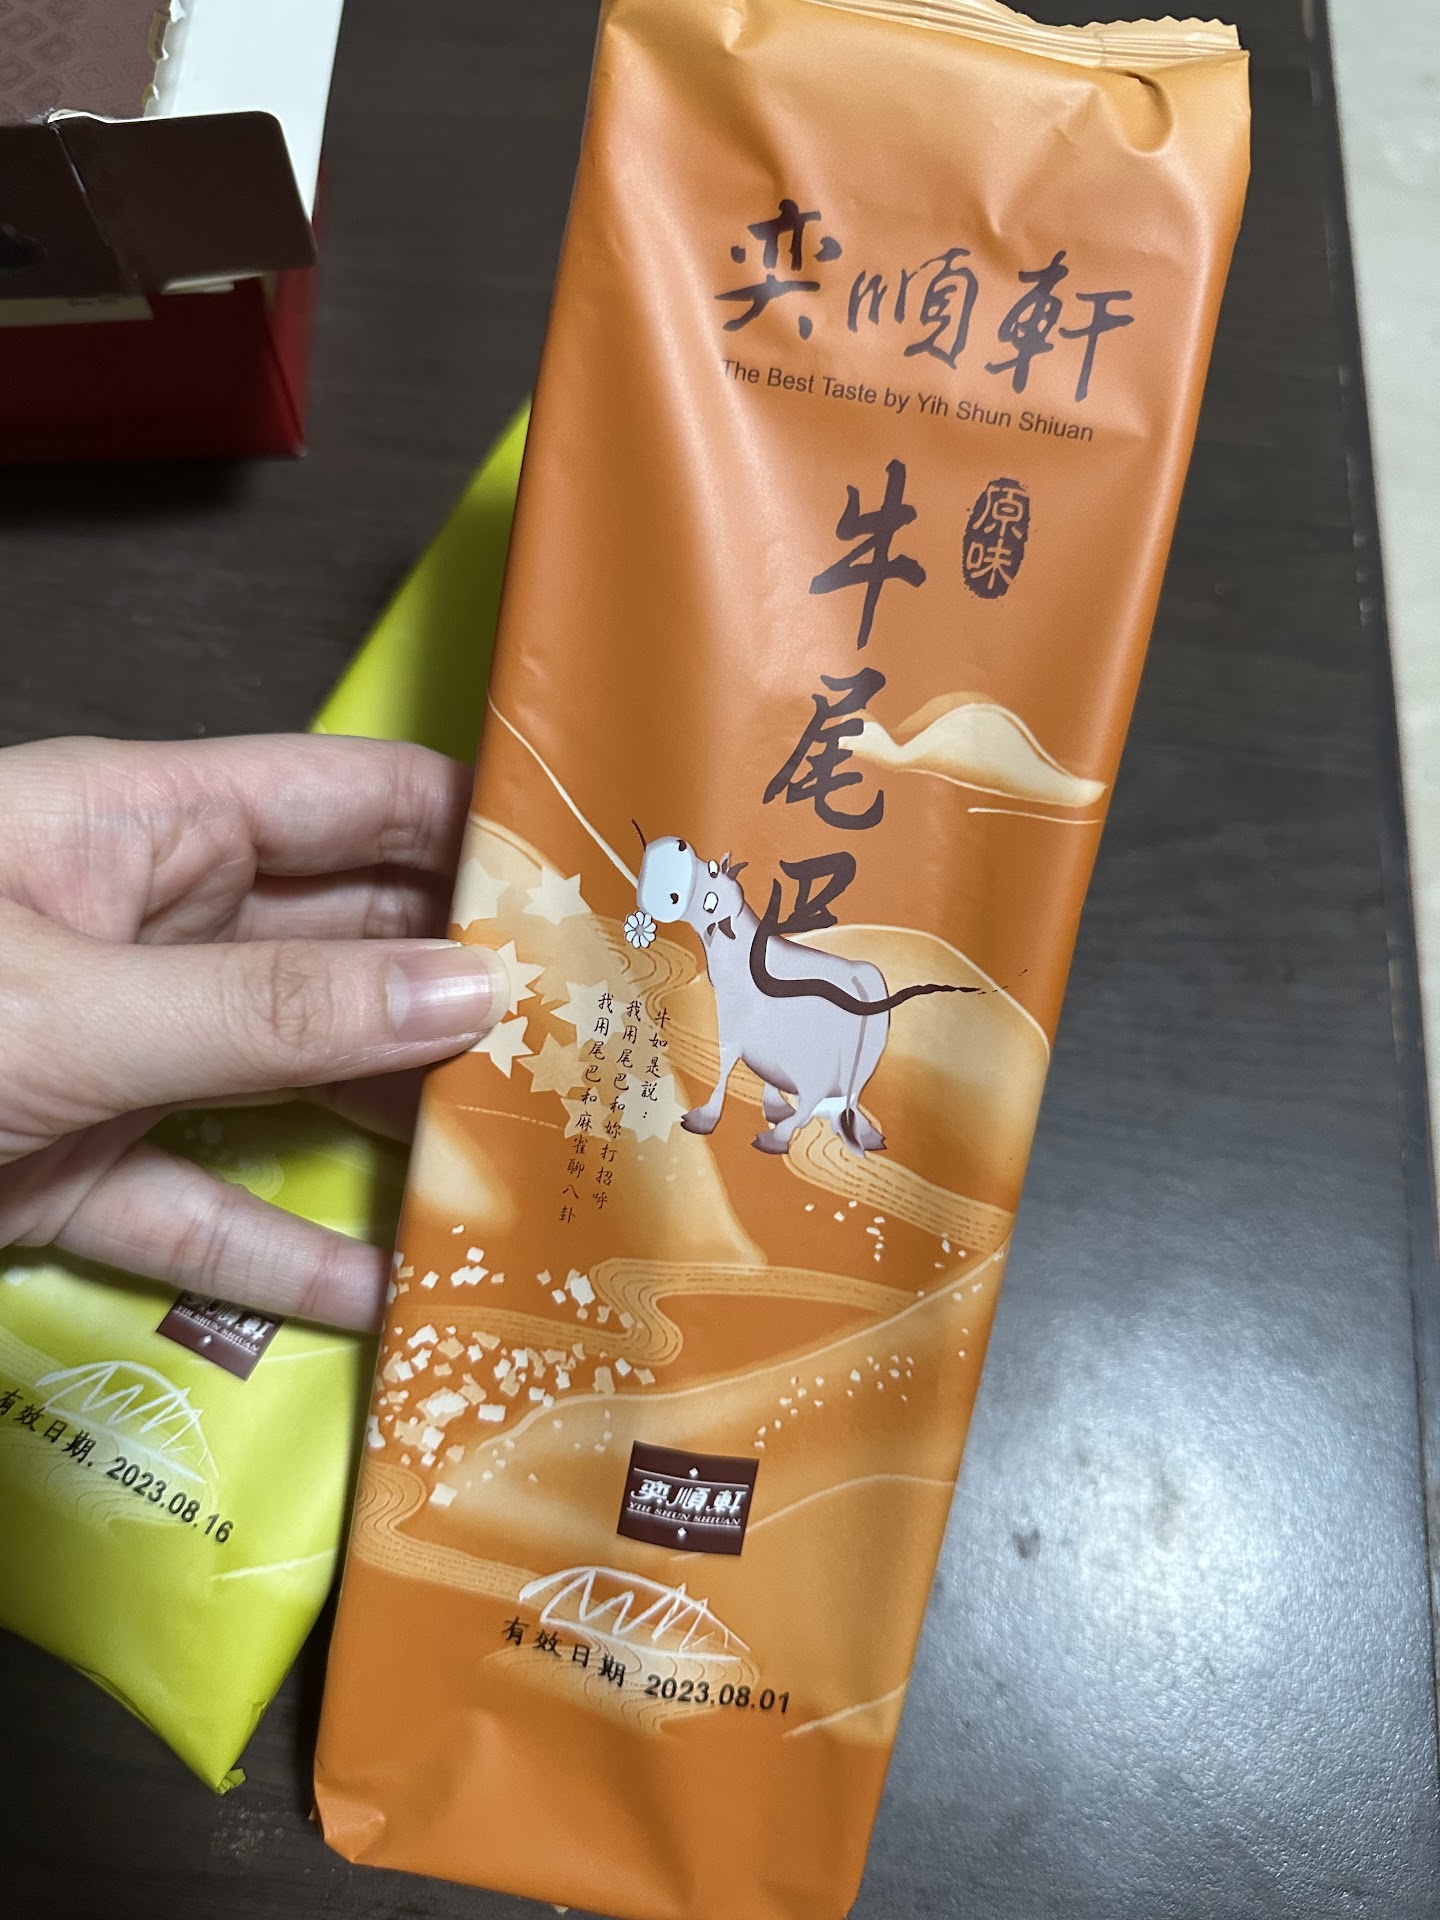 奕順軒
The Best Taste by Yih Shun Shiuan
原味
牛尾巴
牛如是說：
我用尾巴和妳打招呼
我用尾巴和麻雀聊八卦
奕順軒
YIH SHUN SHIUAN
有效日期 2023.08.01
順軒
YIH SHUN SHIUAN
有效日期. 2023.08.16